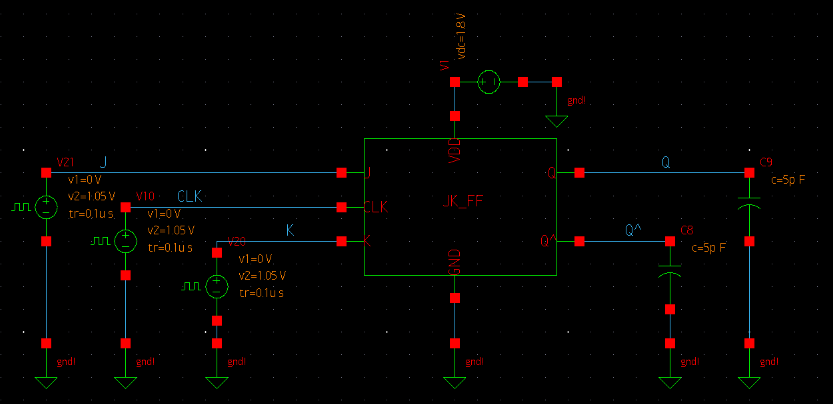 vdc=1.8 V
V1
gnd!
VDD
V21
J
v1=0 V
v2=1.05 V
tr=0.1u s
V10
CLK
v1=0 V
v2=1.05 V
tr=0.1u s
V20
K
v1=0 V
v2=1.05 V
tr=0.1u s
J
CLK
K
JK_FF
Q
Q^
GND
Q
C9
c=5p F
Q^
C8
c=5p F
gnd!
gnd!
gnd!
gnd!
gnd!
gnd!